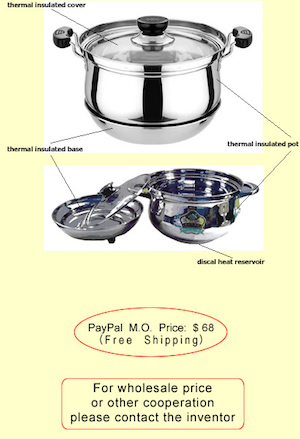 thermal insulated cover
thermal insulated pot
thermal insulated base
discal heat reservoir
PayPal M.O. Price: $68
(Free Shipping)
For wholesale price
or other cooperation
please contact the inventor